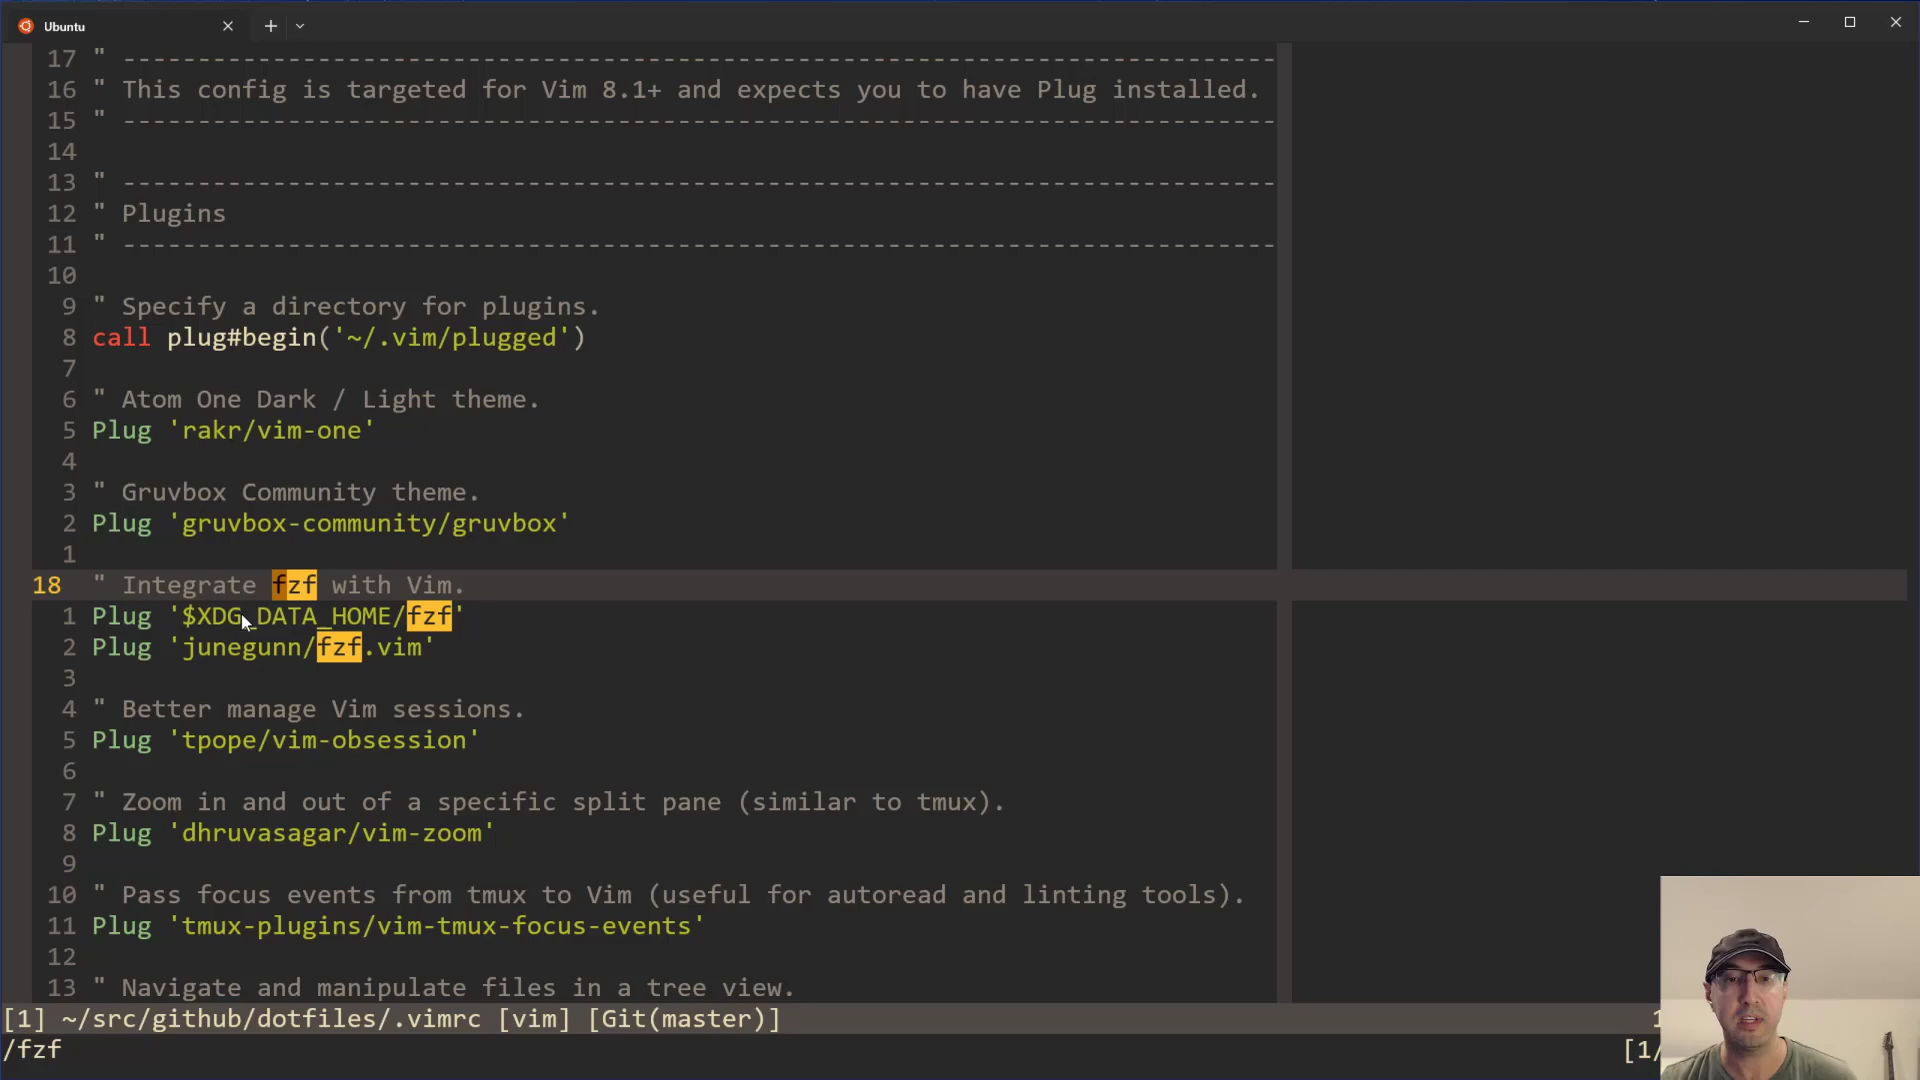 Ubuntu
17 " -----------------------------------------------------------------------------
16 " This config is targeted for Vim 8.1+ and expects you to have Plug installed.
15 " -----------------------------------------------------------------------------
14
13 " -----------------------------------------------------------------------------
12 " Plugins
11 " -----------------------------------------------------------------------------
10
9 " Specify a directory for plugins.
8 call plug#begin('~/.vim/plugged')
7
6 " Atom One Dark / Light theme.
5 Plug 'rakr/vim-one'
4
3 " Gruvbox Community theme.
2 Plug 'gruvbox-community/gruvbox'
1
18 " Integrate fzf with Vim.
1 Plug '$XDG_DATA_HOME/fzf'
2 Plug 'junegunn/fzf.vim'
3
4 " Better manage Vim sessions.
5 Plug 'tpope/vim-obsession'
6
7 " Zoom in and out of a specific split pane (similar to tmux).
8 Plug 'dhruvasagar/vim-zoom'
9
10 " Pass focus events from tmux to Vim (useful for autoread and linting tools).
11 Plug 'tmux-plugins/vim-tmux-focus-events'
12
13 " Navigate and manipulate files in a tree view.
[1] ~/src/github/dotfiles/.vimrc [vim] [Git(master)]
/fzf [1/